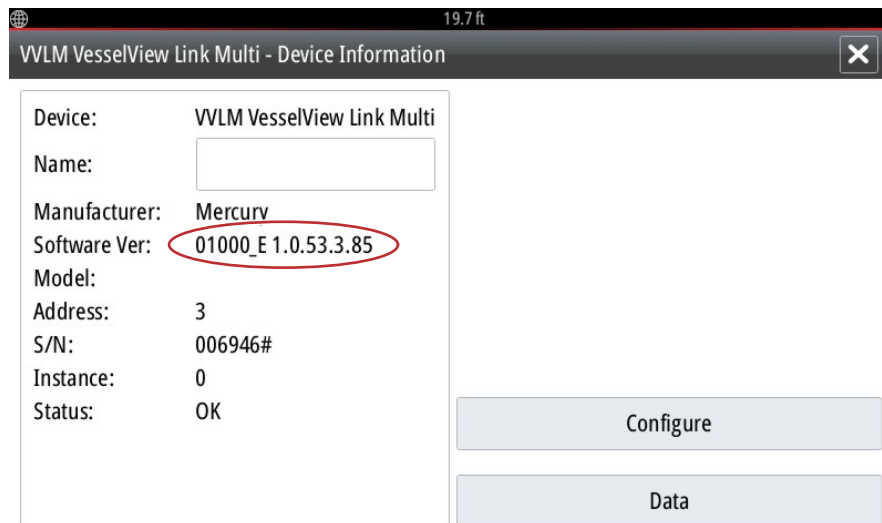 19.7 ft
VVLM VesselView Link Multi - Device Information
Device: VVLM VesselView Link Multi
Name:
Manufacturer: Mercury
Software Ver: 01000_E 1.0.53.3.85
Model:
Address: 3
S/N: 006946#
Instance: 0
Status: OK
Configure
Data